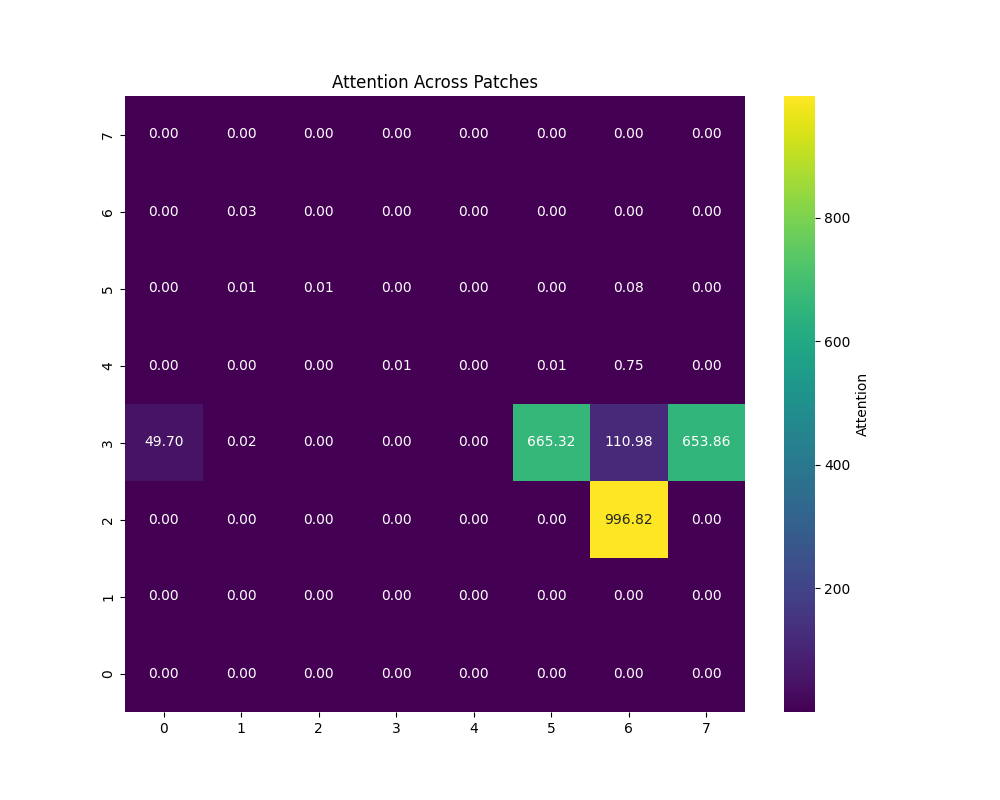 Attention Across Patches
7 0.00 0.00 0.00 0.00 0.00 0.00 0.00 0.00
6 0.00 0.03 0.00 0.00 0.00 0.00 0.00 0.00
5 0.00 0.01 0.01 0.00 0.00 0.00 0.08 0.00
4 0.00 0.00 0.00 0.01 0.00 0.01 0.75 0.00
3 49.70 0.02 0.00 0.00 0.00 665.32 110.98 653.86
2 0.00 0.00 0.00 0.00 0.00 0.00 996.82 0.00
1 0.00 0.00 0.00 0.00 0.00 0.00 0.00 0.00
0 0.00 0.00 0.00 0.00 0.00 0.00 0.00 0.00
0 1 2 3 4 5 6 7
800
600
400
200
Attention